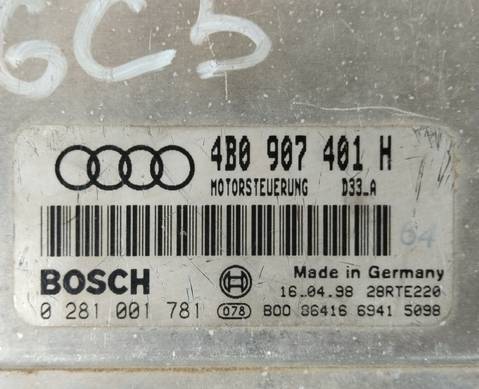 GC5
4B0 907 401 H
MOTORSTEUERUNG D33_A
64
BOSCH
Made in Germany
16.04.98 28RTE220
0 281 001 781 078 B00 86416 6941 5098